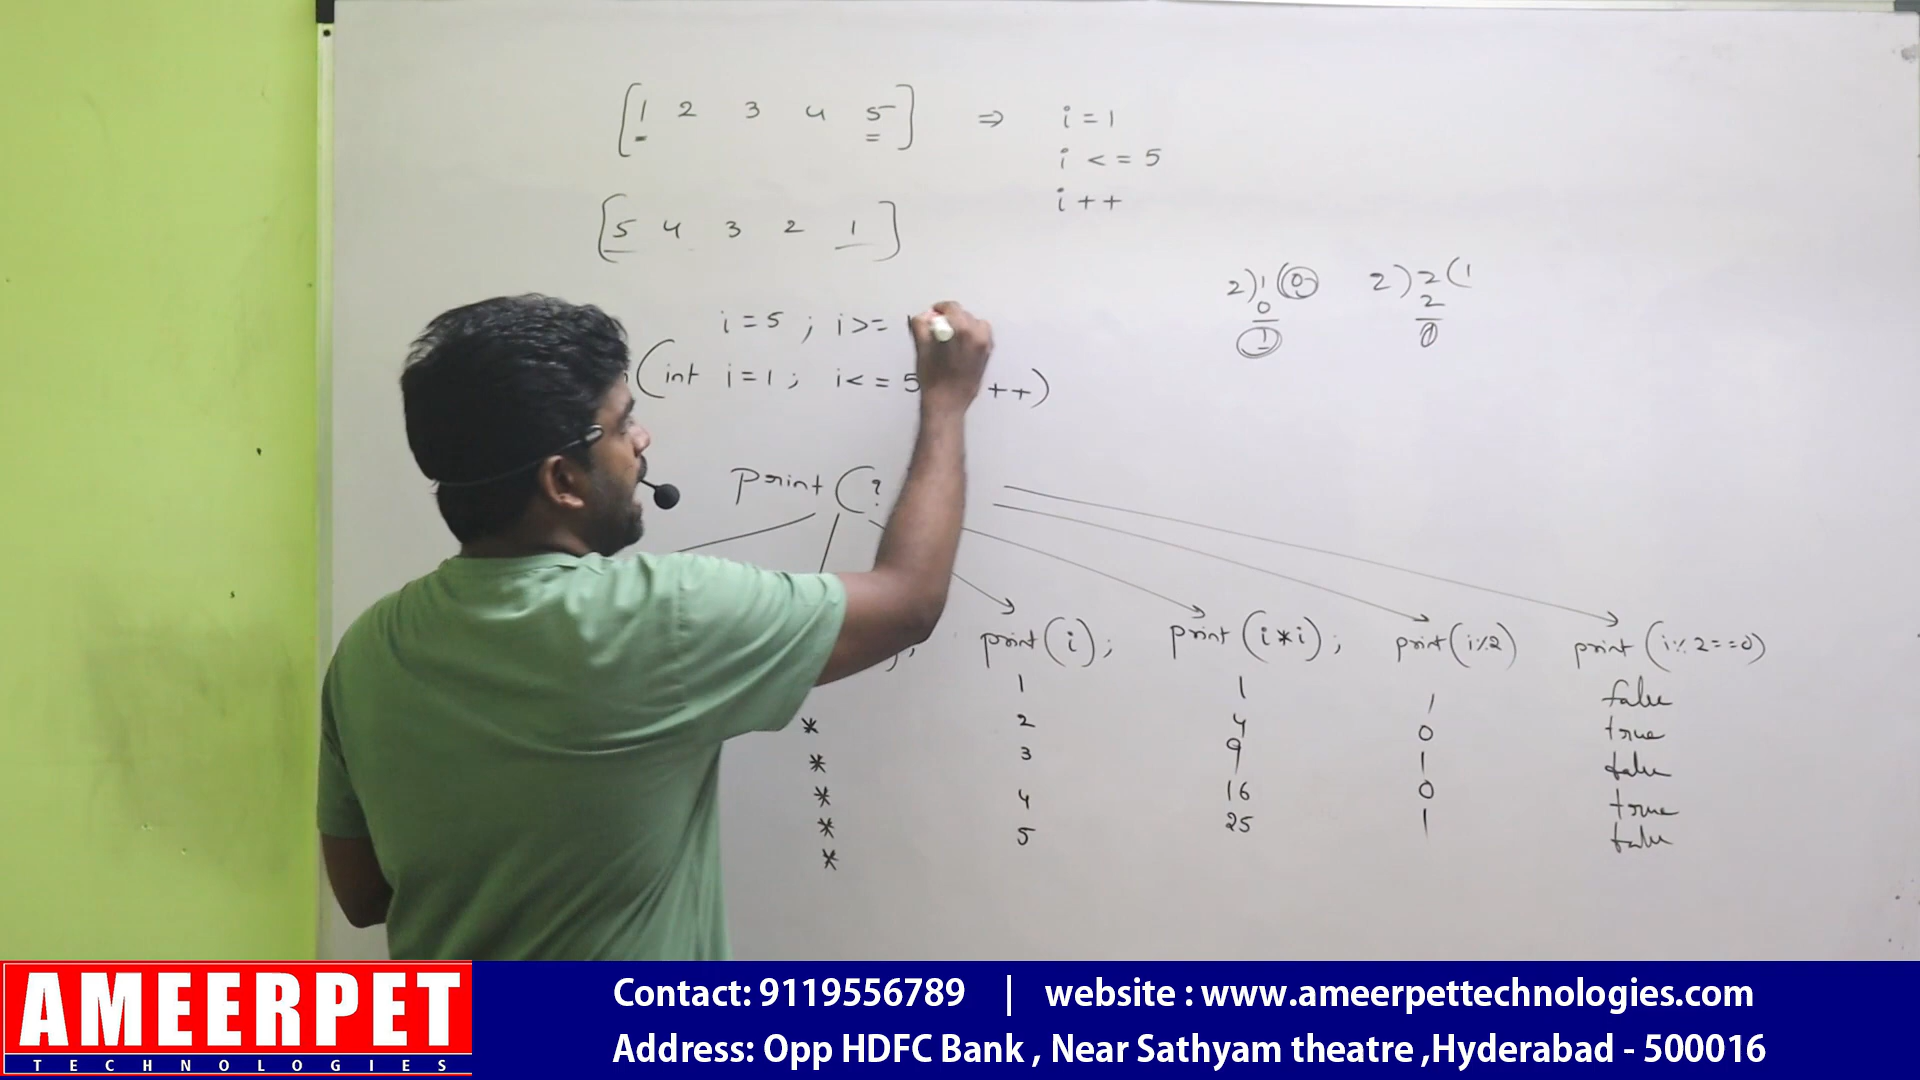 [1 2 3 4 5] ⇒ i = 1
i <= 5
i ++
[5 4 3 2 1]
2)1(0 2)2(1
0 2
1 0
i = 5 ; i >=
(int i = 1 ; i <= 5 ++)
print (?
print(i); print (i*i); print(i%2) print (i% 2==0)
1 1 1 false
* 2 4 0 true
* 3 9 1 false
* 4 16 0 true
* 5 25 1 false
*
AMEERPET
TECHNOLOGIES
Contact: 9119556789 | website : www.ameerpettechnologies.com
Address: Opp HDFC Bank , Near Sathyam theatre ,Hyderabad - 500016